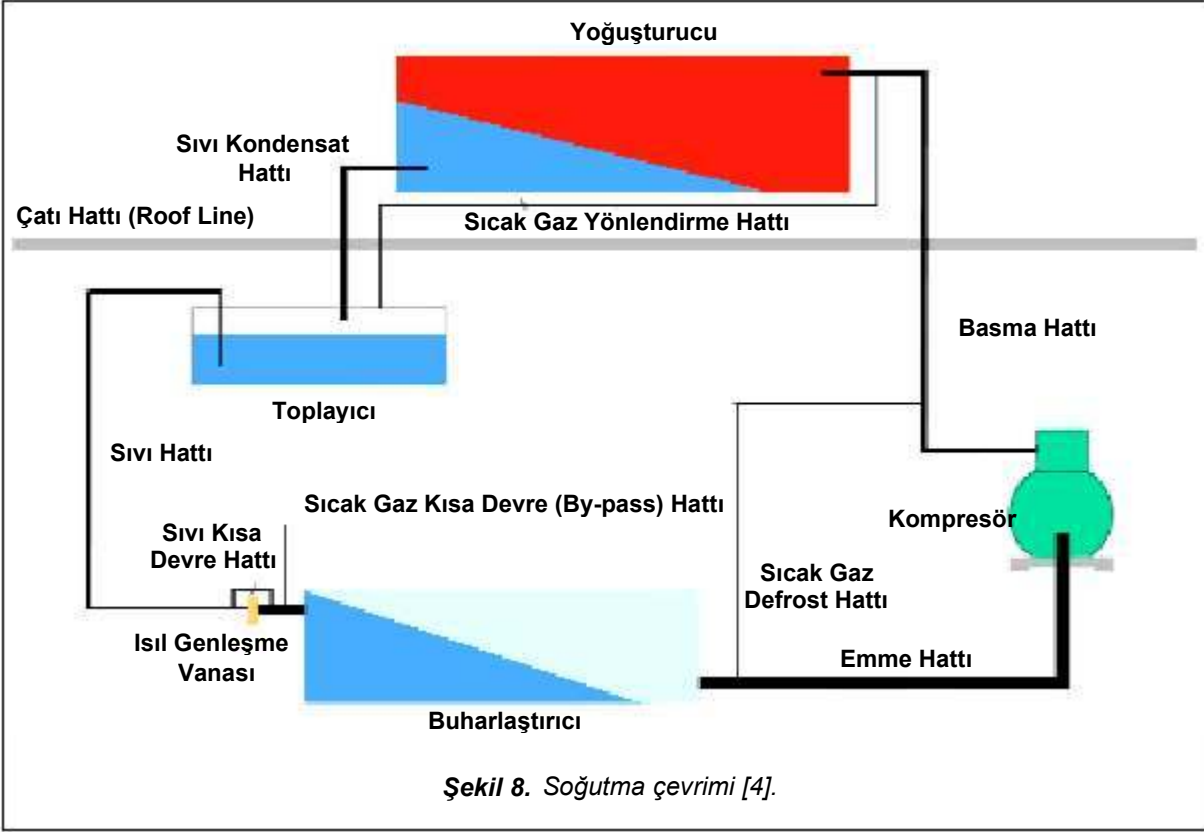 Yoğuşturucu
Sıvı Kondensat
Hattı
Çatı Hattı (Roof Line)
Sıcak Gaz Yönlendirme Hattı
Basma Hattı
Toplayıcı
Sıvı Hattı
Sıcak Gaz Kısa Devre (By-pass) Hattı
Sıvı Kısa
Devre Hattı
Kompresör
Sıcak Gaz
Defrost Hattı
Isıl Genleşme
Vanası
Emme Hattı
Buharlaştırıcı
Şekil 8. Soğutma çevrimi [4].